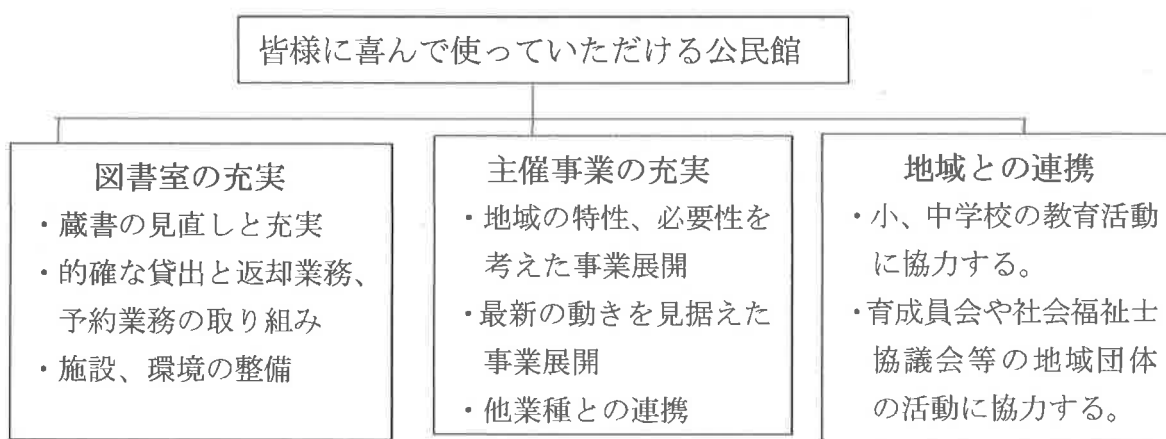 皆様に喜んで使っていただける公民館
図書室の充実
・蔵書の見直しと充実
・的確な貸出と返却業務、
予約業務の取り組み
・施設、環境の整備
主催事業の充実
・地域の特性、必要性を
考えた事業展開
・最新の動きを見据えた
事業展開
・他業種との連携
地域との連携
・小、中学校の教育活動
に協力する。
・育成員会や社会福祉士
協議会等の地域団体
の活動に協力する。